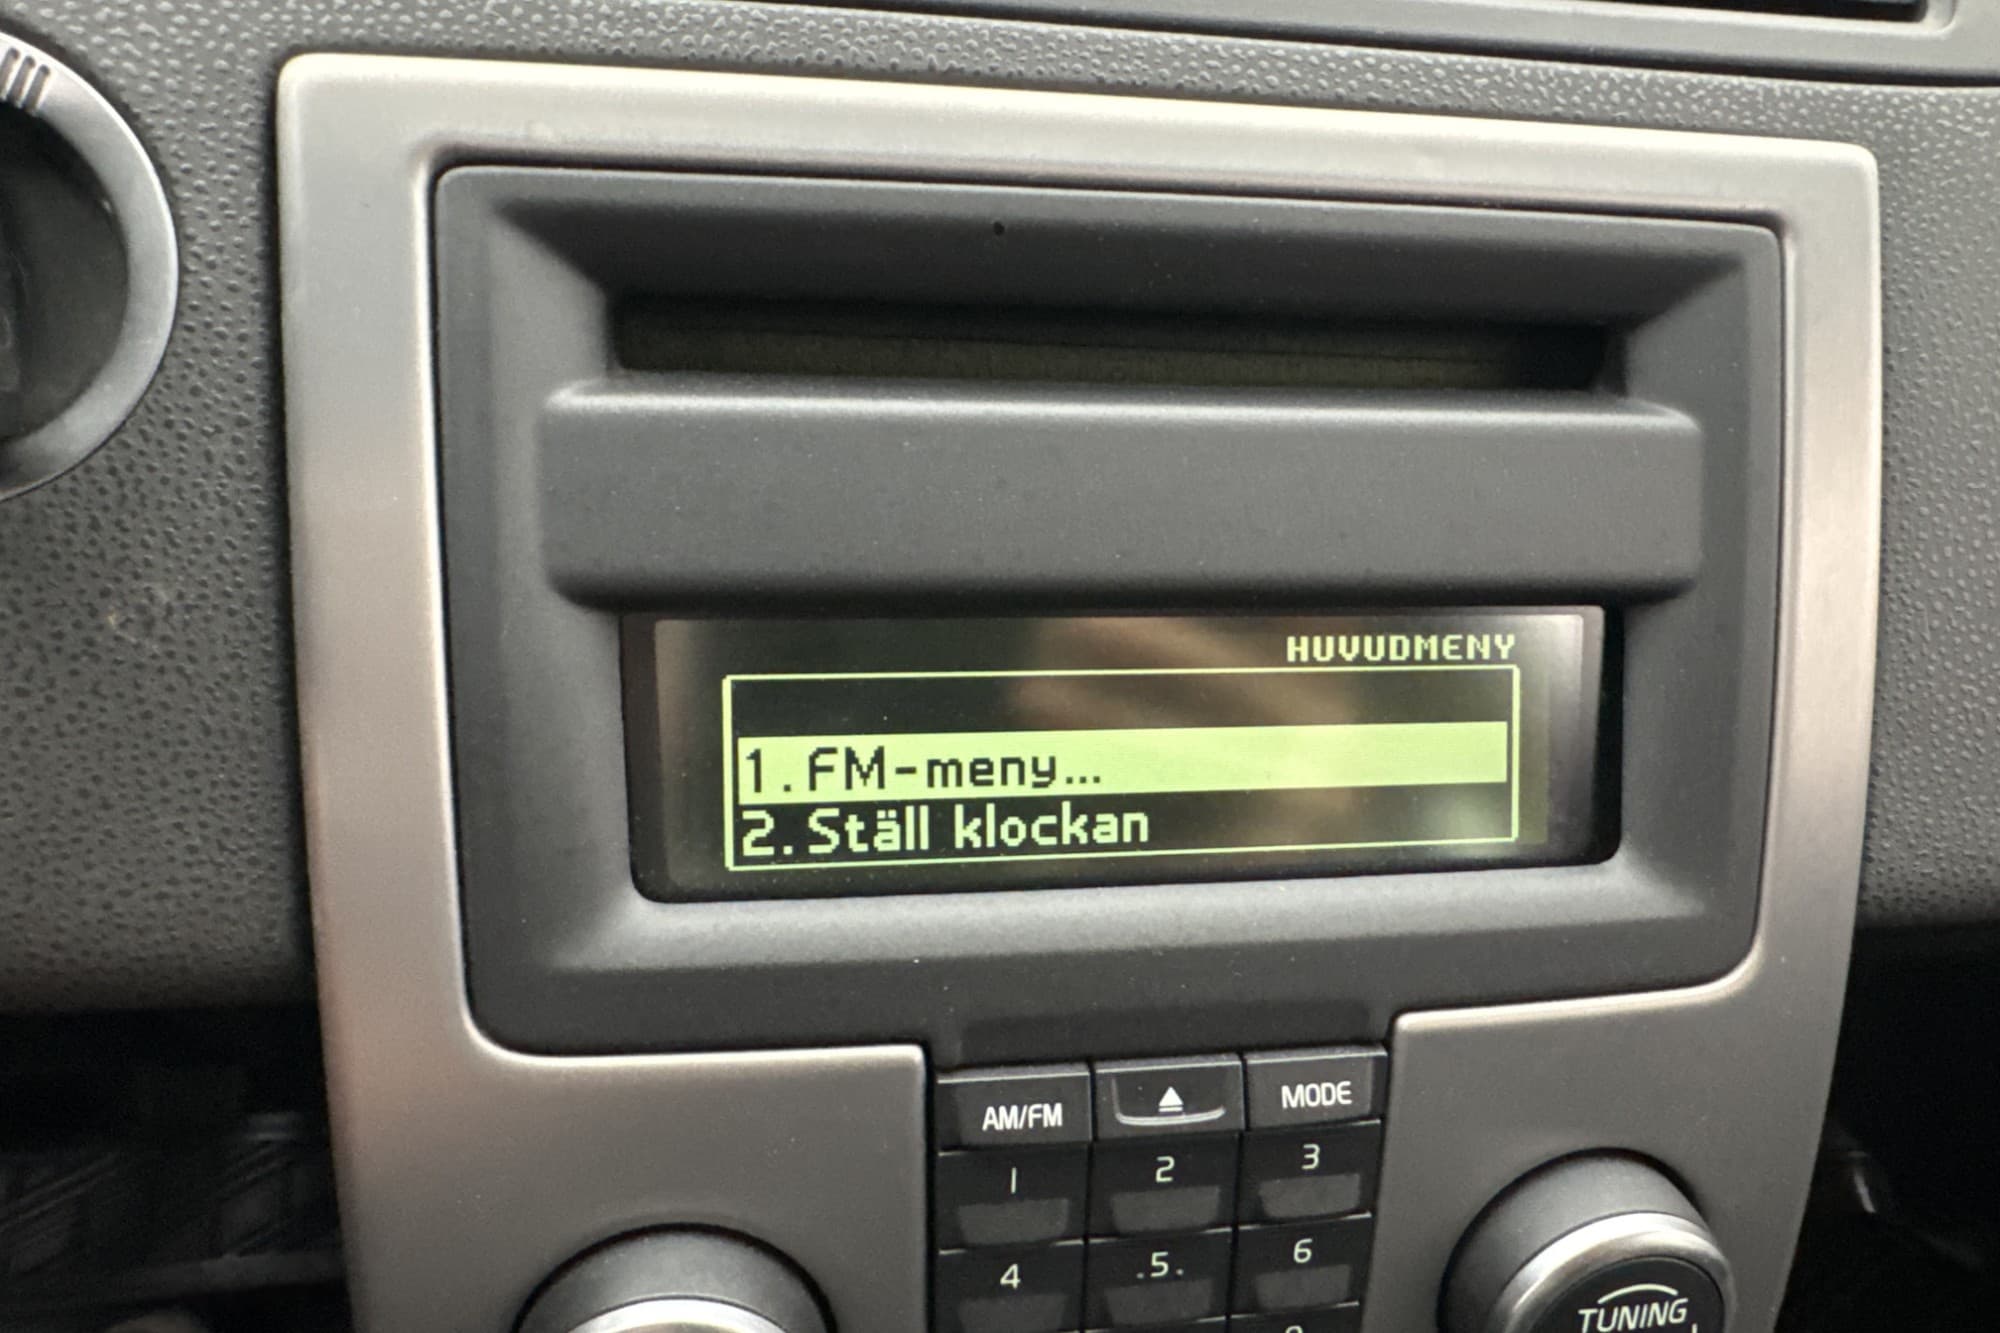 HUVUDMENY
1. FM-meny...
2. Ställ klockan
AM/FM MODE
1 2 3
4 .5. 6
TUNING